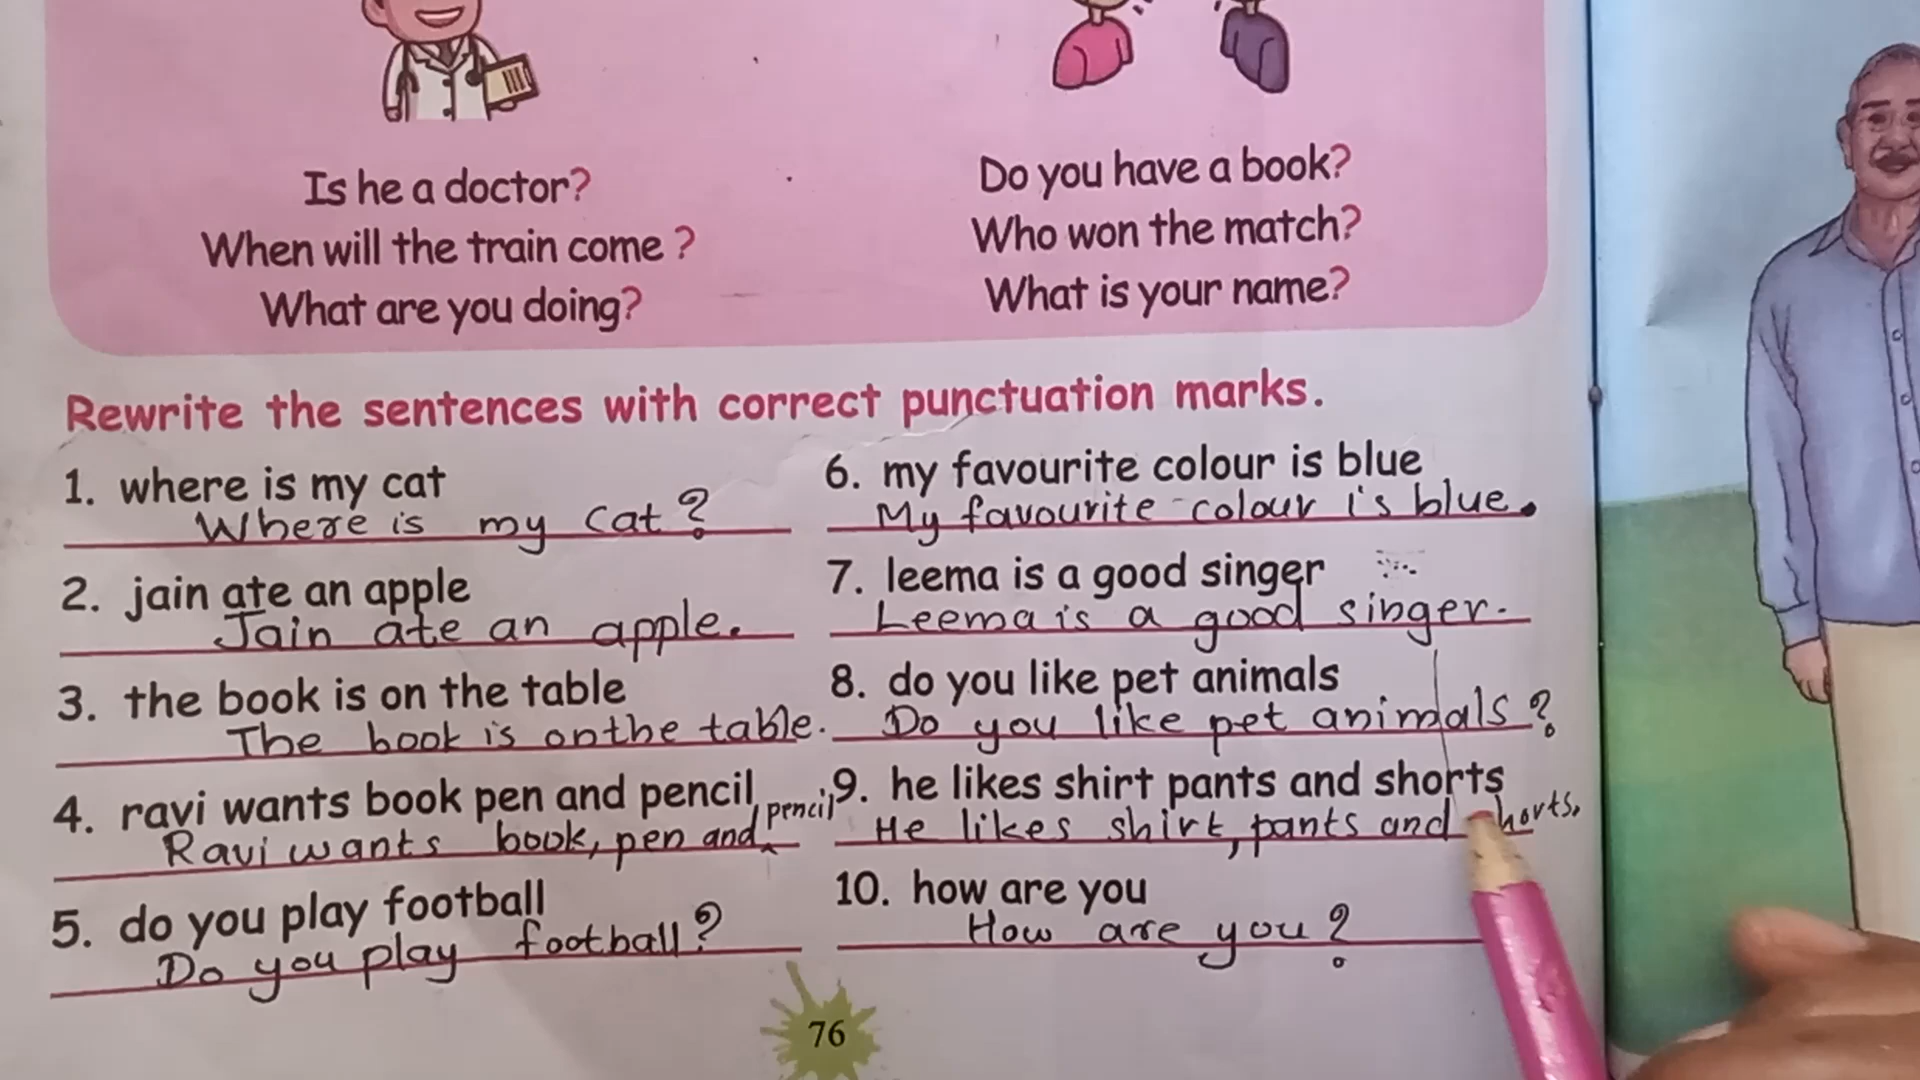 Is he a doctor?
When will the train come ?
What are you doing?
Do you have a book?
Who won the match?
What is your name?
Rewrite the sentences with correct punctuation marks.
1. where is my cat
Where is my cat?
2. jain ate an apple
Jain ate an apple.
3. the book is on the table
The book is on the table.
4. ravi wants book pen and pencil
Ravi wants book, pen and pencil
5. do you play football
Do you play football?
6. my favourite colour is blue
My favourite colour is blue.
7. leema is a good singer
Leema is a good singer.
8. do you like pet animals
Do you like pet animals?
9. he likes shirt pants and shorts
He likes shirt, pants and shorts.
10. how are you
How are you?
76